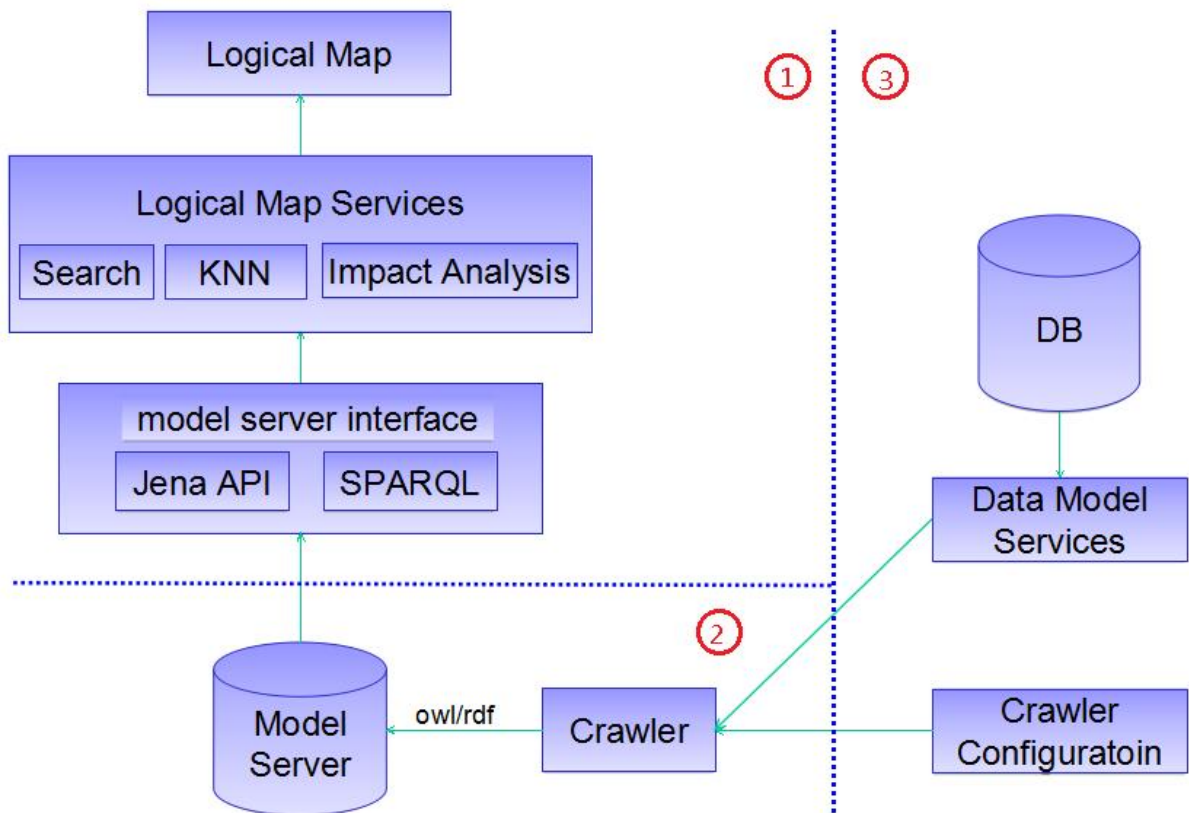 Logical Map
1
3
Logical Map Services
Search
KNN
Impact Analysis
DB
model server interface
Jena API
SPARQL
Data Model
Services
2
Model
Server
owl/rdf
Crawler
Crawler
Configuratoin